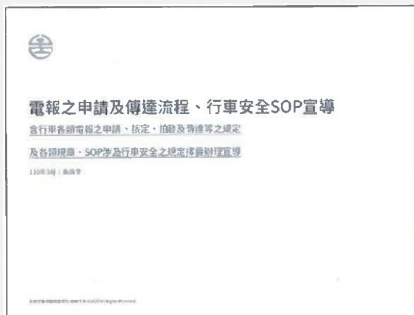 電報之申請及傳達流程、行車安全SOP宣導
含行車各類電報之申請、核定、拍發及傳達等之規定
及各類規章、SOP涉及行車安全之規定擇要辦理宣導